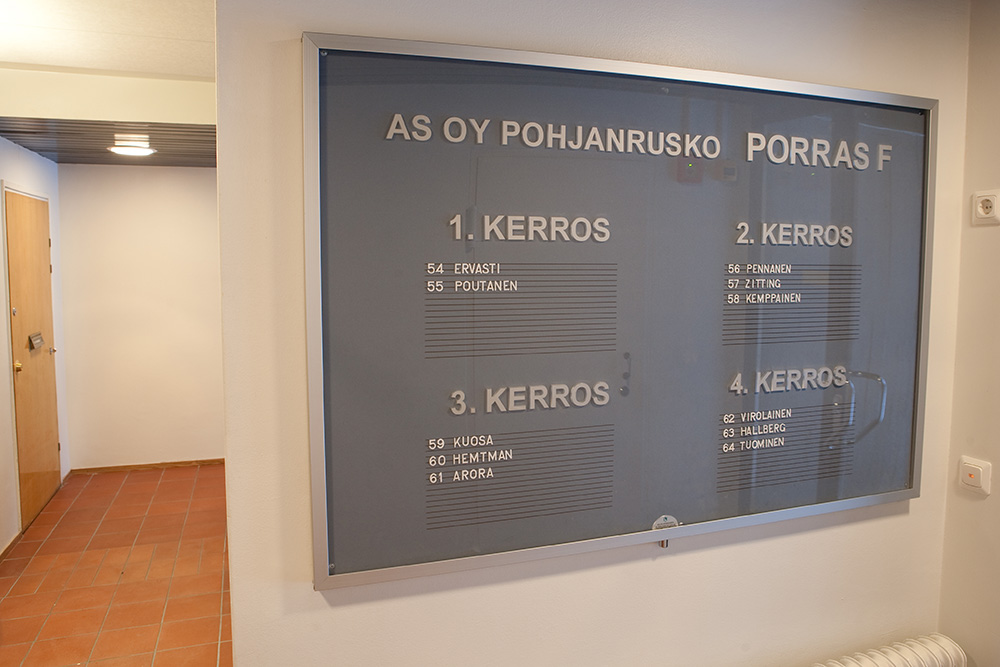 AS OY POHJANRUSKO PORRAS F
1. KERROS
54 ERVASTI
55 POUTANEN
2. KERROS
56 PENNANEN
57 ZITTING
58 KEMPPAINEN
3. KERROS
59 KUOSA
60 HEMTMAN
61 ARORA
4. KERROS
62 VIROLAINEN
63 HALLBERG
64 TUOMINEN